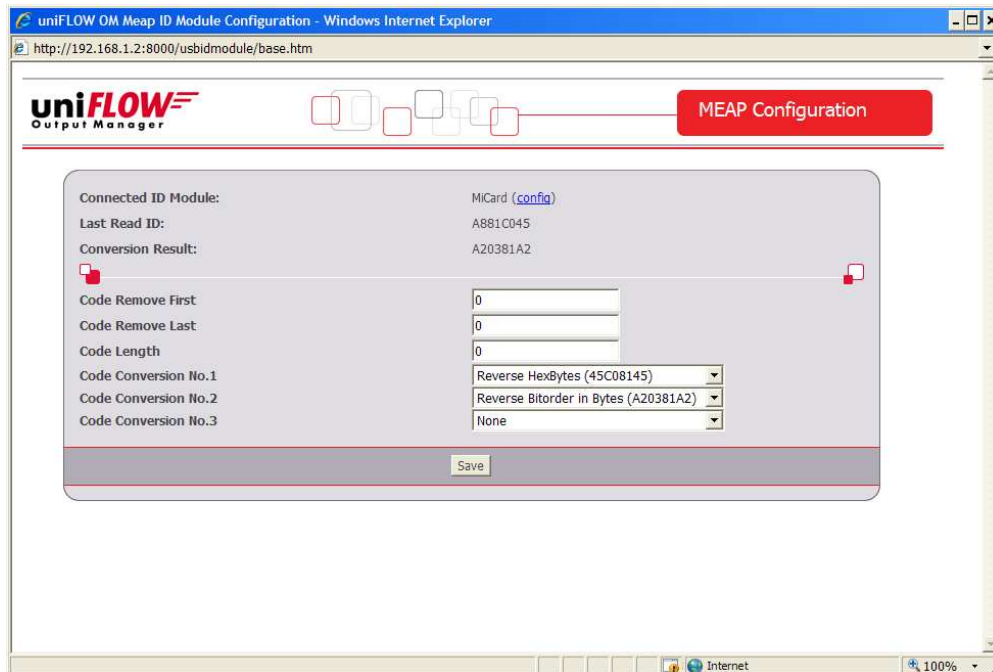 uniFLOW OM Meap ID Module Configuration - Windows Internet Explorer
http://192.168.1.2:8000/usbidmodule/base.htm
uniFLOW
Output Manager
MEAP Configuration
Connected ID Module: MiCard (config)
Last Read ID: A881C045
Conversion Result: A20381A2
Code Remove First 0
Code Remove Last 0
Code Length 0
Code Conversion No.1 Reverse HexBytes (45C08145)
Code Conversion No.2 Reverse Bitorder in Bytes (A20381A2)
Code Conversion No.3 None
Save
Internet 100%